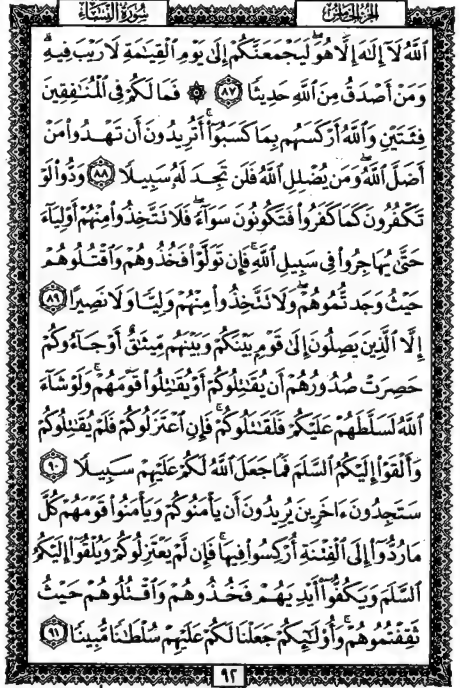 الجزء الخامس
سورة النساء
ٱللَّهُ لَآ إِلَٰهَ إِلَّا هُوَۚ لَيَجْمَعَنَّكُمْ إِلَىٰ يَوْمِ ٱلْقِيَٰمَةِ لَا رَيْبَ فِيهِۗ
وَمَنْ أَصْدَقُ مِنَ ٱللَّهِ حَدِيثًا ﴿٨٧﴾ ۞ فَمَا لَكُمْ فِى ٱلْمُنَٰفِقِينَ
فِئَتَيْنِ وَٱللَّهُ أَرْكَسَهُم بِمَا كَسَبُوٓا۟ۚ أَتُرِيدُونَ أَن تَهْدُوا۟ مَنْ
أَضَلَّ ٱللَّهُۖ وَمَن يُضْلِلِ ٱللَّهُ فَلَن تَجِدَ لَهُۥ سَبِيلًا ﴿٨٨﴾ وَدُّوا۟ لَوْ
تَكْفُرُونَ كَمَا كَفَرُوا۟ فَتَكُونُونَ سَوَآءًۖ فَلَا تَتَّخِذُوا۟ مِنْهُمْ أَوْلِيَآءَ
حَتَّىٰ يُهَاجِرُوا۟ فِى سَبِيلِ ٱللَّهِۚ فَإِن تَوَلَّوْا۟ فَخُذُوهُمْ وَٱقْتُلُوهُمْ
حَيْثُ وَجَدتُّمُوهُمْۖ وَلَا تَتَّخِذُوا۟ مِنْهُمْ وَلِيًّا وَلَا نَصِيرًا ﴿٨٩﴾
إِلَّا ٱلَّذِينَ يَصِلُونَ إِلَىٰ قَوْمٍۭ بَيْنَكُمْ وَبَيْنَهُم مِّيثَٰقٌ أَوْ جَآءُوكُمْ
حَصِرَتْ صُدُورُهُمْ أَن يُقَٰتِلُوكُمْ أَوْ يُقَٰتِلُوا۟ قَوْمَهُمْۚ وَلَوْ شَآءَ
ٱللَّهُ لَسَلَّطَهُمْ عَلَيْكُمْ فَلَقَٰتَلُوكُمْۚ فَإِنِ ٱعْتَزَلُوكُمْ فَلَمْ يُقَٰتِلُوكُمْ
وَأَلْقَوْا۟ إِلَيْكُمُ ٱلسَّلَمَ فَمَا جَعَلَ ٱللَّهُ لَكُمْ عَلَيْهِمْ سَبِيلًا ﴿٩٠﴾
سَتَجِدُونَ ءَاخَرِينَ يُرِيدُونَ أَن يَأْمَنُوكُمْ وَيَأْمَنُوا۟ قَوْمَهُمْ كُلَّ
مَا رُدُّوٓا۟ إِلَى ٱلْفِتْنَةِ أُرْكِسُوا۟ فِيهَاۚ فَإِن لَّمْ يَعْتَزِلُوكُمْ وَيُلْقُوٓا۟ إِلَيْكُمُ
ٱلسَّلَمَ وَيَكُفُّوٓا۟ أَيْدِيَهُمْ فَخُذُوهُمْ وَٱقْتُلُوهُمْ حَيْثُ
ثَقِفْتُمُوهُمْۚ وَأُو۟لَٰٓئِكُمْ جَعَلْنَا لَكُمْ عَلَيْهِمْ سُلْطَٰنًا مُّبِينًا ﴿٩١﴾
٩٢